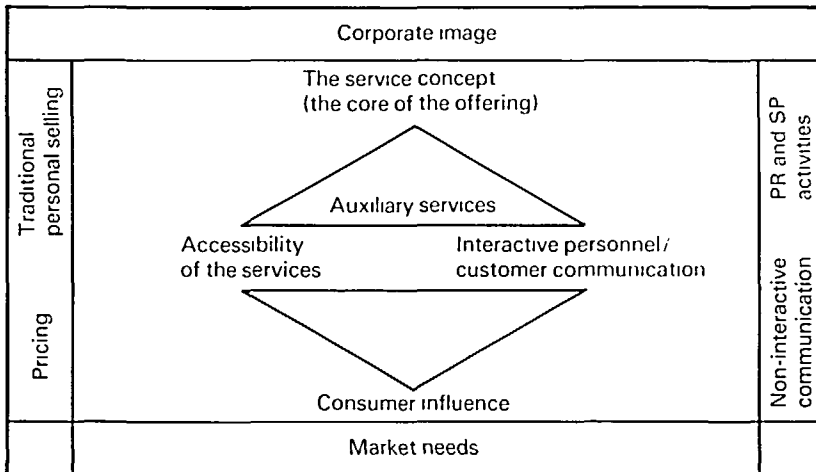 Corporate image
Traditional
personal selling
Pricing
The service concept
(the core of the offering)
Auxiliary services
Accessibility
of the services
Interactive personnel/
customer communication
Consumer influence
PR and SP
activities
Non-interactive
communication
Market needs